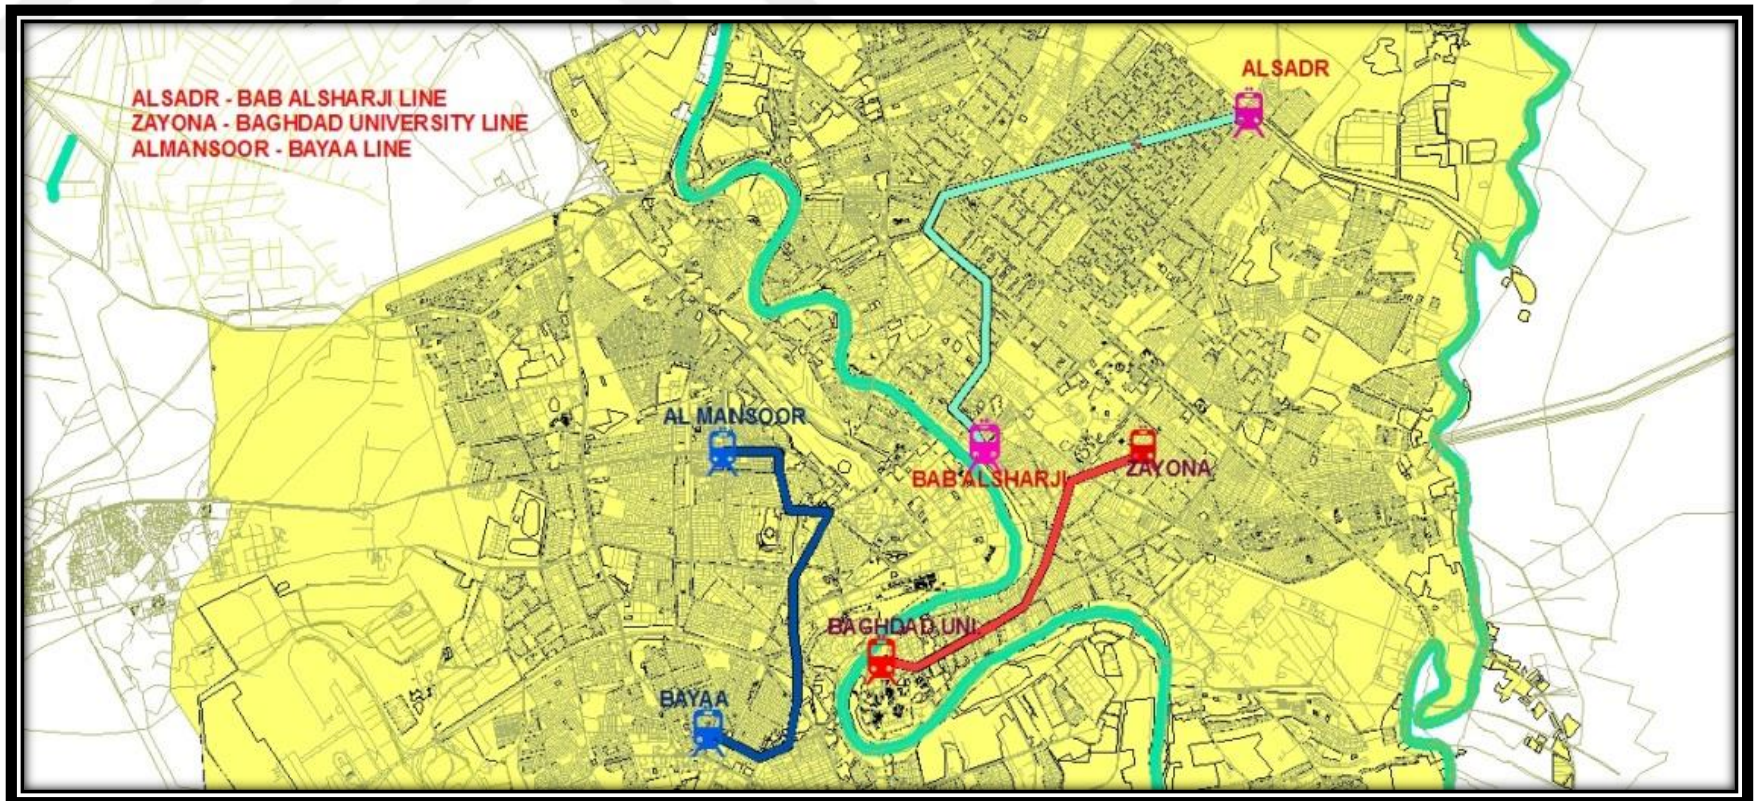 ALSADR - BAB ALSHARJI LINE
ZAYONA - BAGHDAD UNIVERSITY LINE
ALMANSOOR - BAYAA LINE
ALSADR
AL MANSOOR
BAB ALSHARJI
ZAYONA
BAGHDAD UNI.
BAYAA